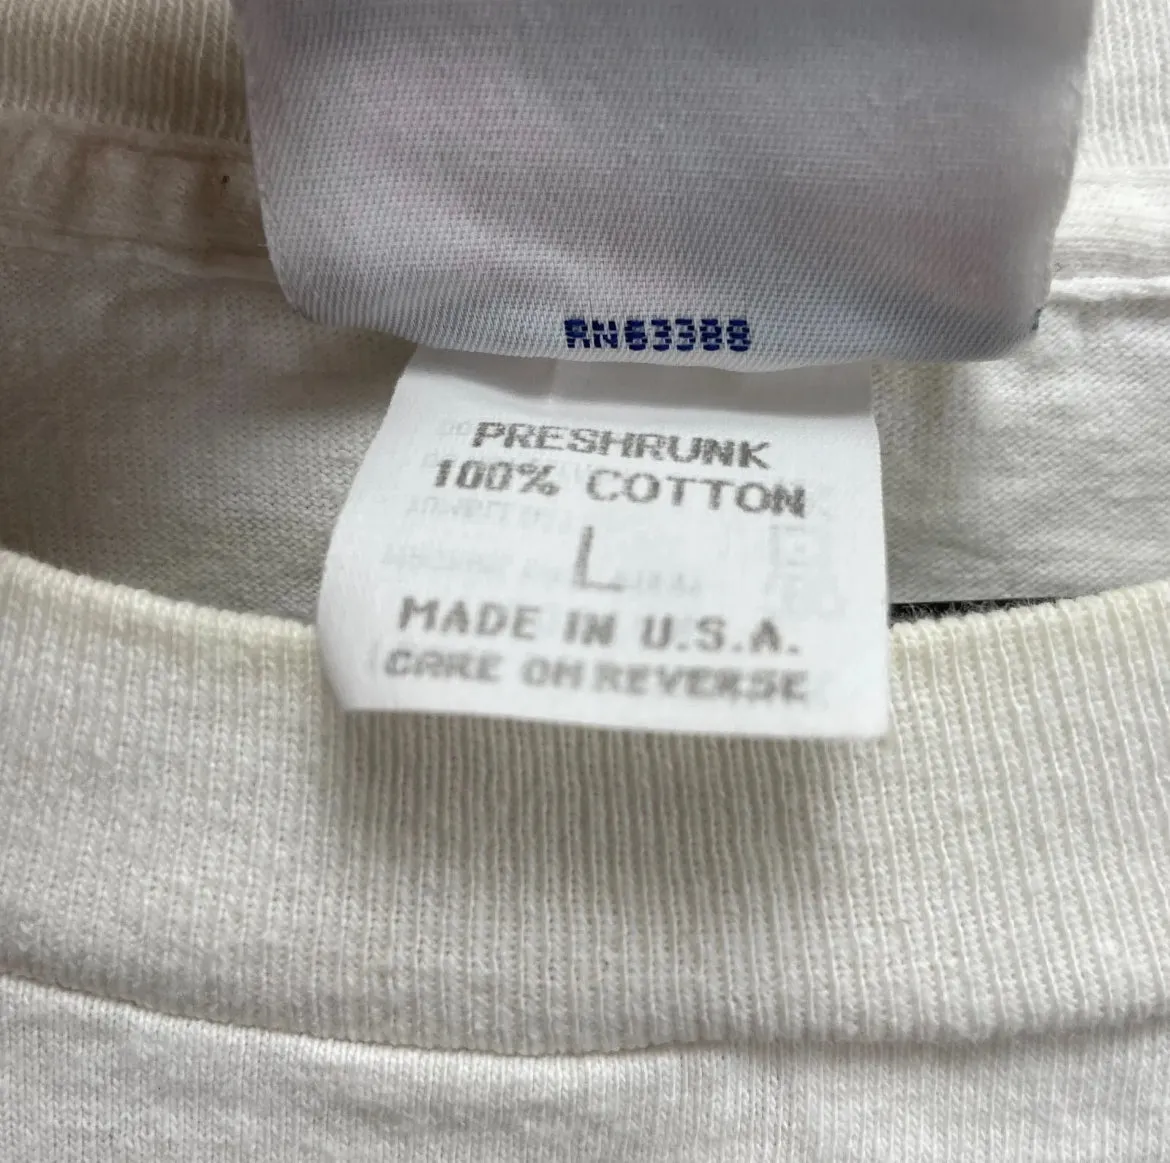 RN63388
PRESHRUNK
100% COTTON
L
MADE IN U.S.A.
CARE ON REVERSE